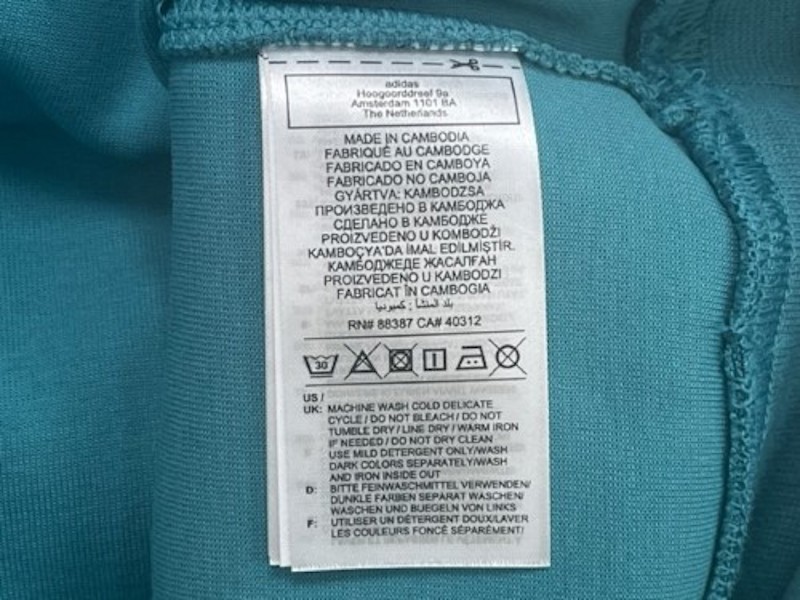 adidas
Hoogoorddreef 9a
Amsterdam 1101 BA
The Netherlands
MADE IN CAMBODIA
FABRIQUÉ AU CAMBODGE
FABRICADO EN CAMBOYA
FABRICADO NO CAMBOJA
GYÁRTVA: KAMBODZSA
ПРОИЗВЕДЕНО В КАМБОДЖА
СДЕЛАНО В КАМБОДЖЕ
PROIZVEDENO U KOMBODŽI
KAMBOÇYA'DA İMAL EDİLMİŞTİR.
КАМБОДЖЕДЕ ЖАСАЛҒАН
PROIZVEDENO U KAMBODZI
FABRICAT ÎN CAMBOGIA
بلد المنشأ : كمبوديا
RN# 88387 CA# 40312
30
US /
UK: MACHINE WASH COLD DELICATE
CYCLE / DO NOT BLEACH / DO NOT
TUMBLE DRY / LINE DRY / WARM IRON
IF NEEDED / DO NOT DRY CLEAN
USE MILD DETERGENT ONLY/WASH
DARK COLORS SEPARATELY/WASH
AND IRON INSIDE OUT
D: BITTE FEINWASCHMITTEL VERWENDEN/
DUNKLE FARBEN SEPARAT WASCHEN/
WASCHEN UND BUEGELN VON LINKS
F: UTILISER UN DÉTERGENT DOUX/LAVER
LES COULEURS FONCÉ SÉPARÉMENT/